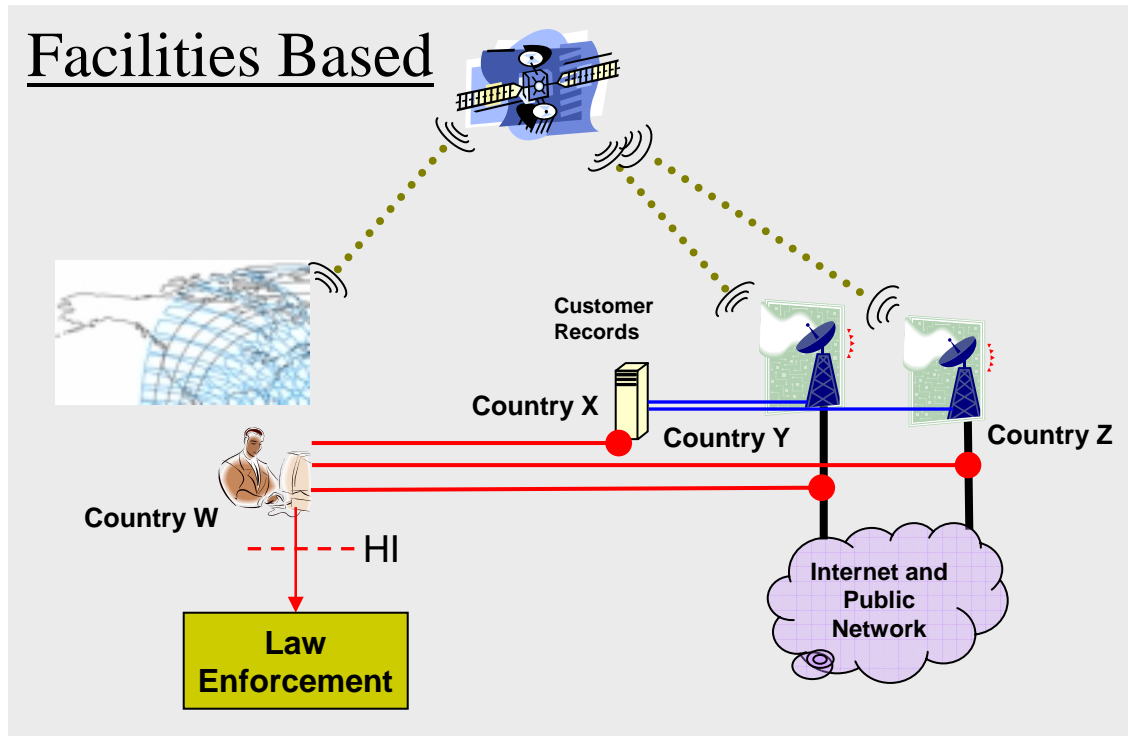 Facilities Based
Customer
Records
Country X
Country Y
Country Z
Country W
HI
Internet and
Public
Network
Law
Enforcement